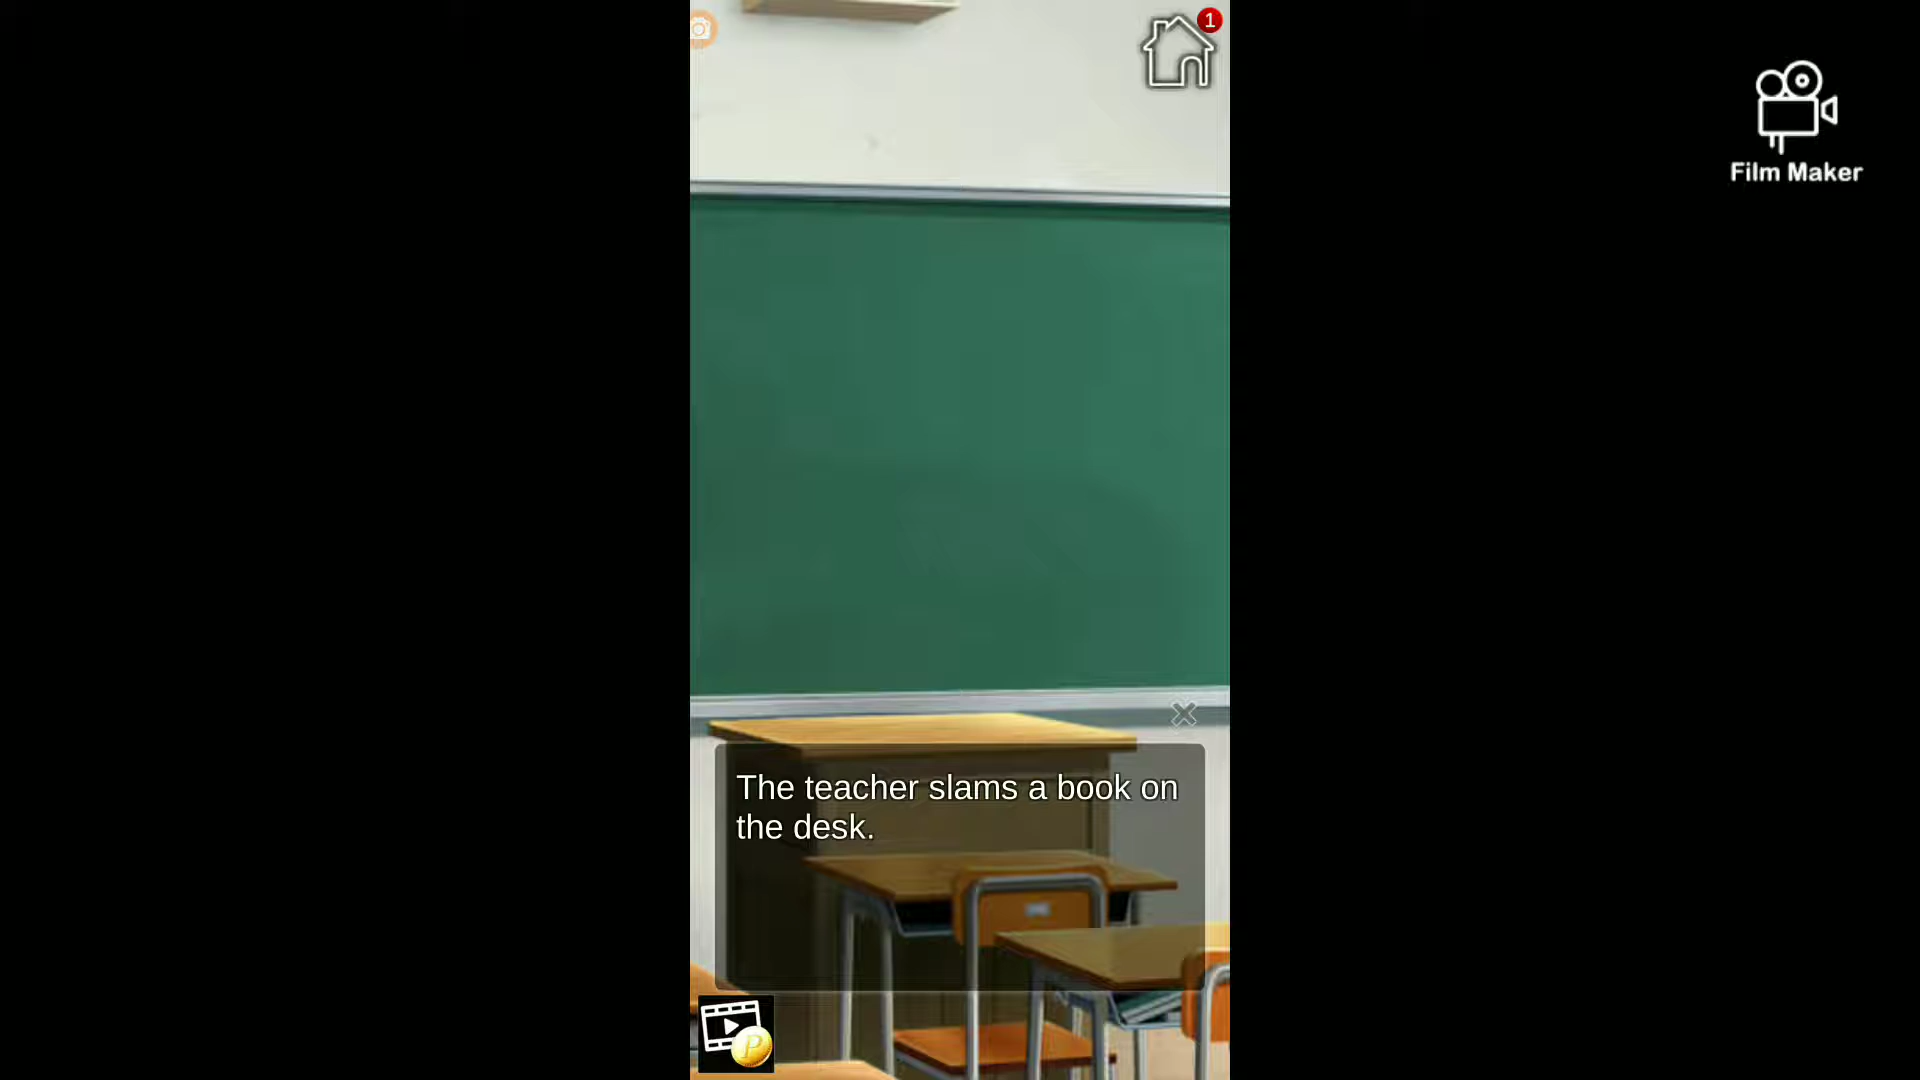 1
Film Maker
The teacher slams a book on
the desk.
P